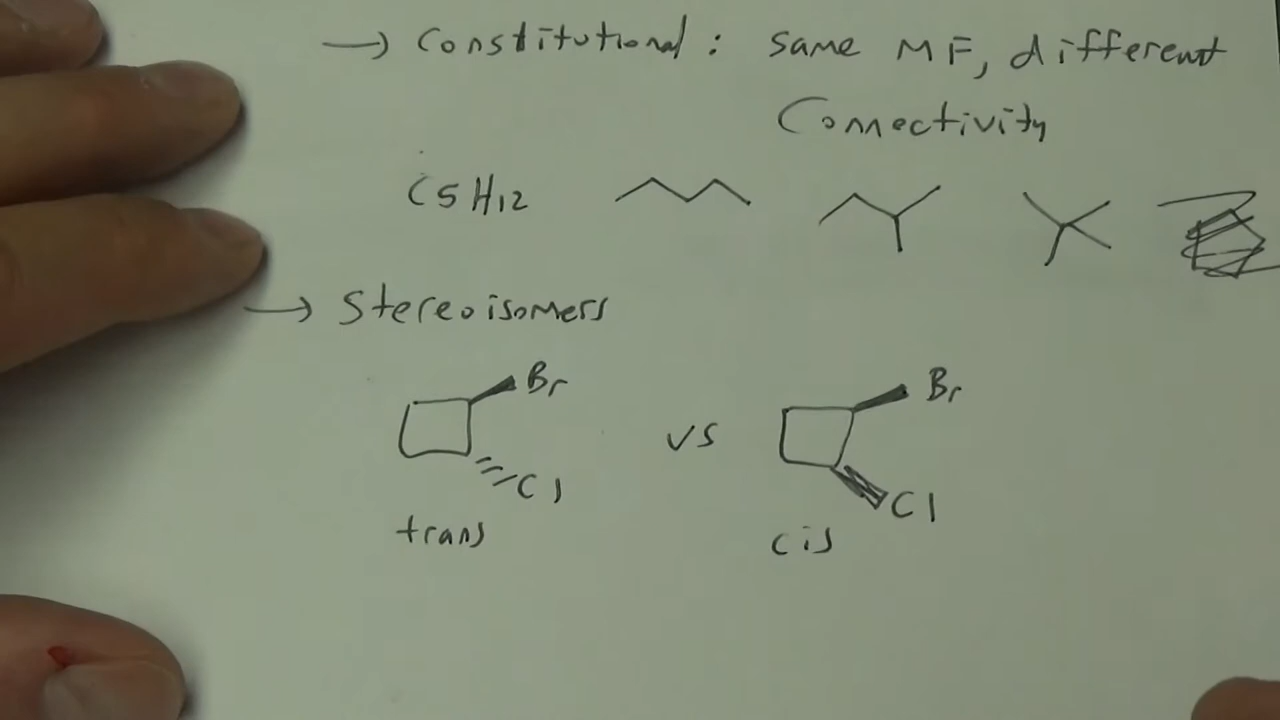 → Constitutional: same MF, different
Connectivity
C5H12
→ Stereoisomers
Br
Cl
trans
vs
Br
Cl
cis